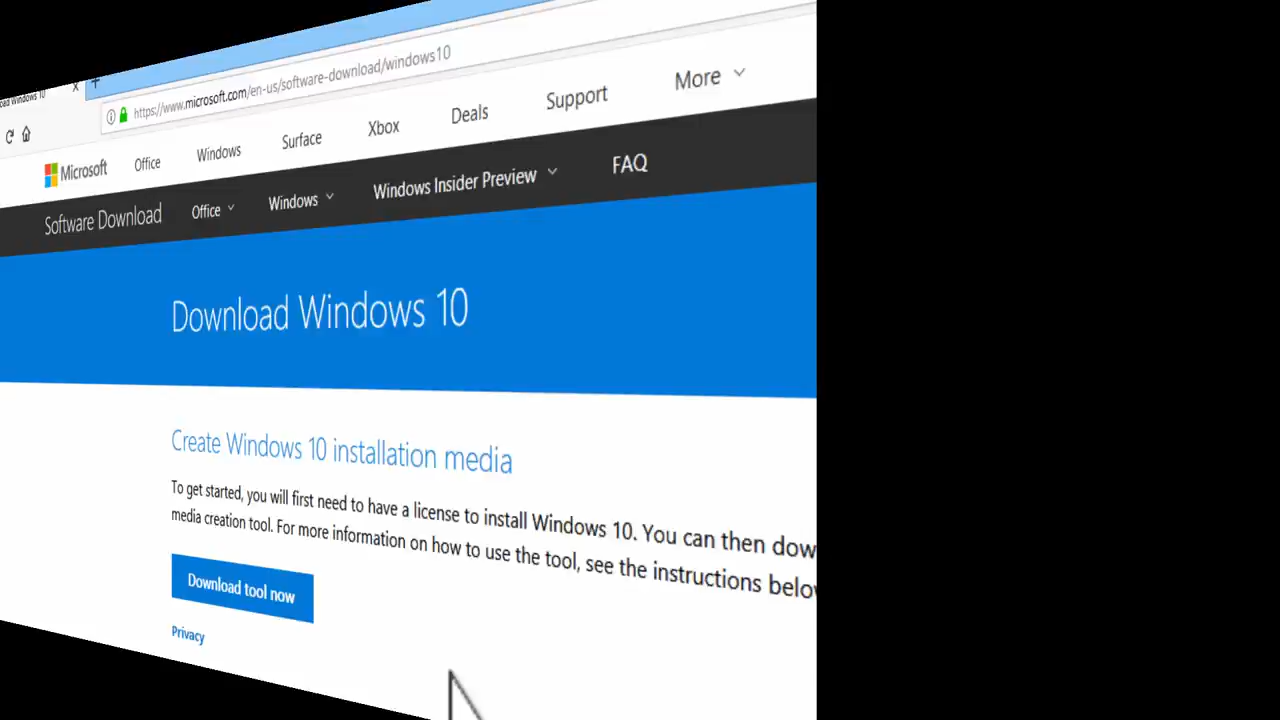 oad Windows 10
https://www.microsoft.com/en-us/software-download/windows10
Microsoft Office Windows Surface Xbox Deals Support More
Software Download Office Windows Windows Insider Preview FAQ
Download Windows 10
Create Windows 10 installation media
To get started, you will first need to have a license to install Windows 10. You can then dow
media creation tool. For more information on how to use the tool, see the instructions belo
Download tool now
Privacy